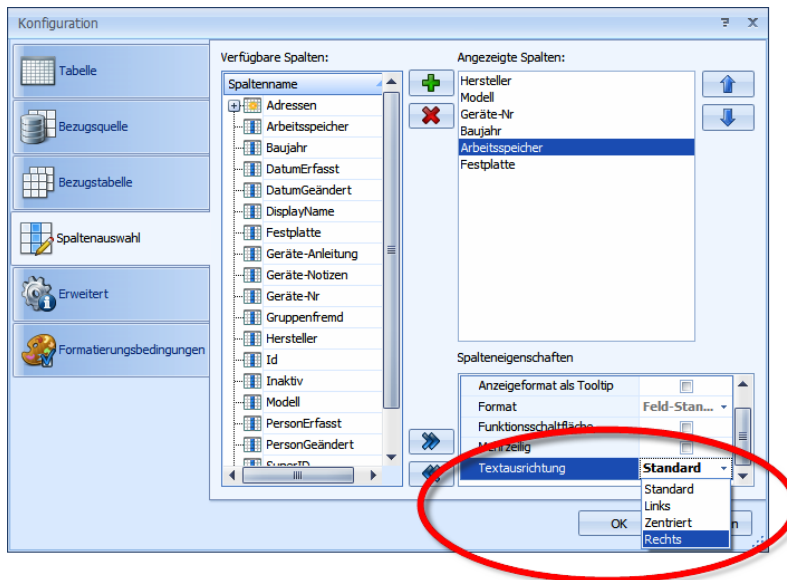 Konfiguration
Tabelle
Bezugsquelle
Bezugstabelle
Spaltenauswahl
Erweitert
Formatierungsbedingungen
Verfügbare Spalten:
Spaltenname
Adressen
Arbeitsspeicher
Baujahr
DatumErfasst
DatumGeändert
DisplayName
Festplatte
Geräte-Anleitung
Geräte-Notizen
Geräte-Nr
Gruppenfremd
Hersteller
Id
Inaktiv
Modell
PersonErfasst
PersonGeändert
Angezeigte Spalten:
Hersteller
Modell
Geräte-Nr
Baujahr
Arbeitsspeicher
Festplatte
Spalteneigenschaften
Anzeigeformat als Tooltip
Format Feld-Stan...
Funktionsschaltfläche
Mehrzeilig
Textausrichtung Standard
Standard
Links
Zentriert
Rechts
OK